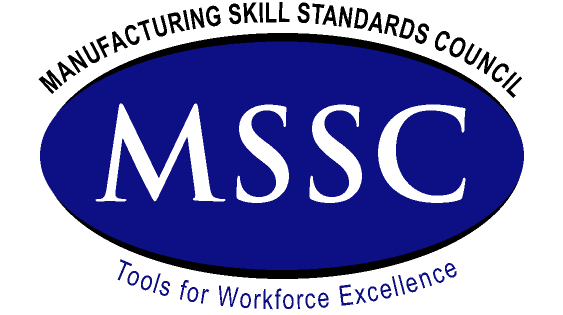 MANUFACTURING SKILL STANDARDS COUNCIL
MSSC
Tools for Workforce Excellence